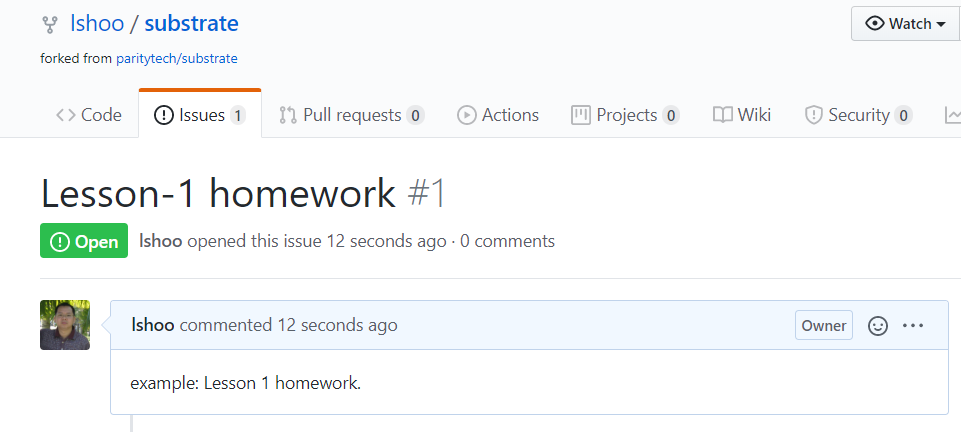 lshoo / substrate
Watch
forked from paritytech/substrate
Code Issues 1 Pull requests 0 Actions Projects 0 Wiki Security 0
Lesson-1 homework #1
Open lshoo opened this issue 12 seconds ago · 0 comments
lshoo commented 12 seconds ago Owner
example: Lesson 1 homework.